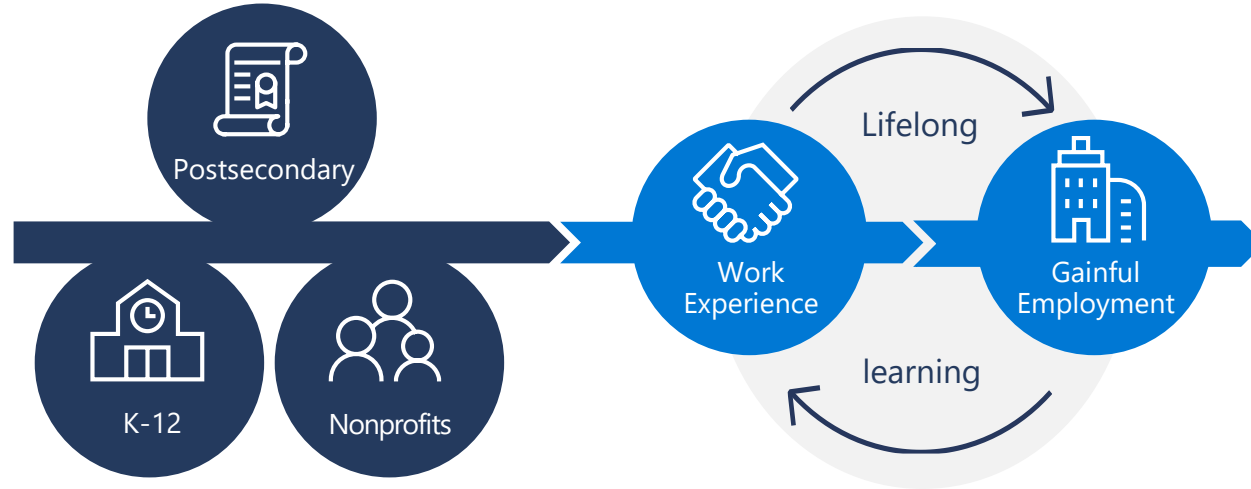 Postsecondary
K-12
Nonprofits
Lifelong
Work
Experience
Gainful
Employment
learning